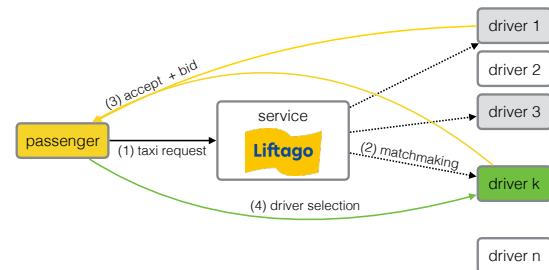 driver 1
driver 2
(3) accept + bid
service
driver 3
passenger
(1) taxi request
Liftago
(2) matchmaking
driver k
(4) driver selection
driver n